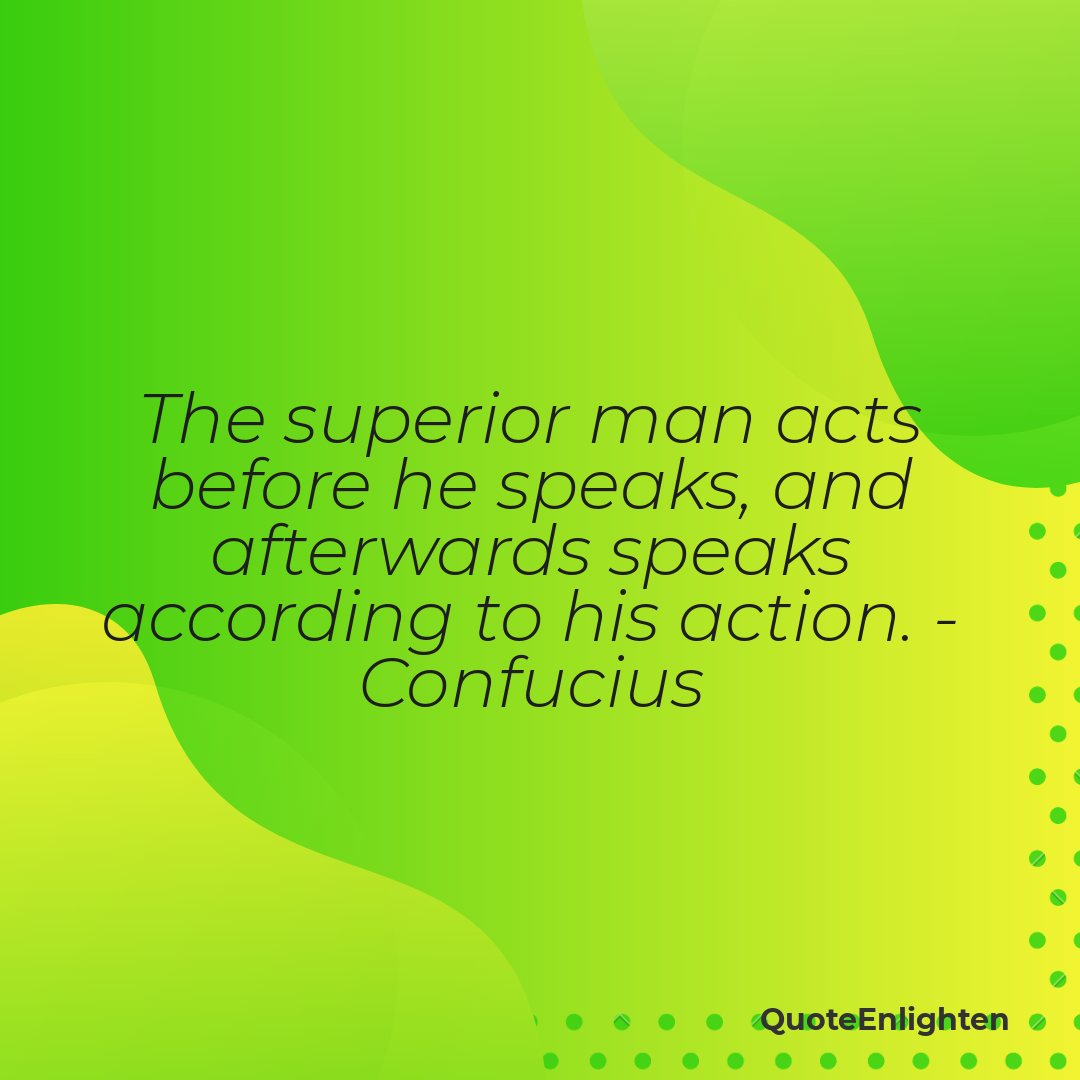 The superior man acts
before he speaks, and
afterwards speaks
according to his action. -
Confucius
QuoteEnlighten